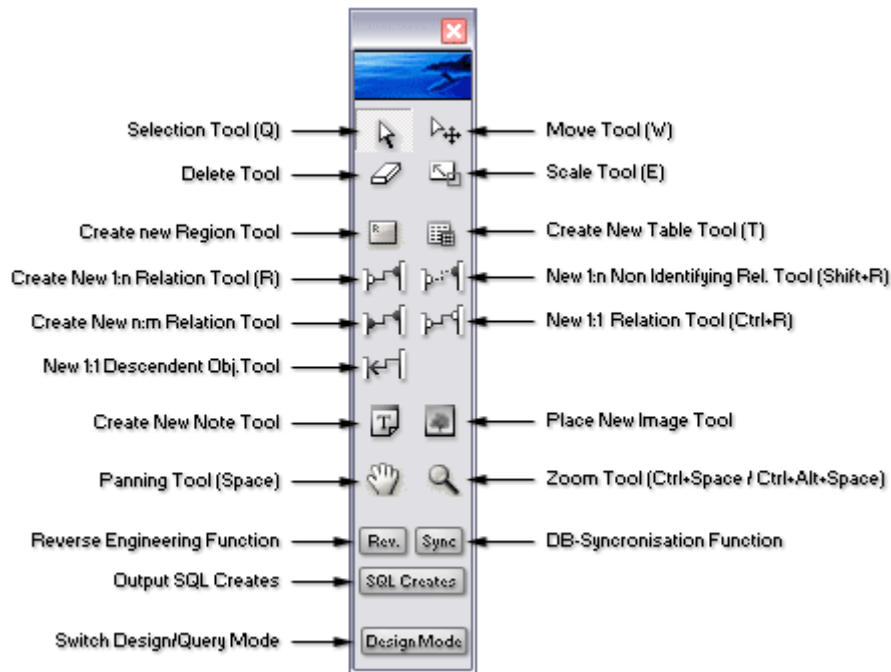 Selection Tool (Q)
Move Tool (W)
Delete Tool
Scale Tool (E)
Create new Region Tool
R
Create New Table Tool (T)
Create New 1:n Relation Tool (R)
New 1:n Non Identifying Rel. Tool (Shift+R)
Create New n:m Relation Tool
New 1:1 Relation Tool (Ctrl+R)
New 1:1 Descendent Obj.Tool
Create New Note Tool
T
Place New Image Tool
Panning Tool (Space)
Zoom Tool (Ctrl+Space / Ctrl+Alt+Space)
Reverse Engineering Function
Rev.
Sync
DB-Syncronisation Function
Output SQL Creates
SQL Creates
Switch Design/Query Mode
Design Mode